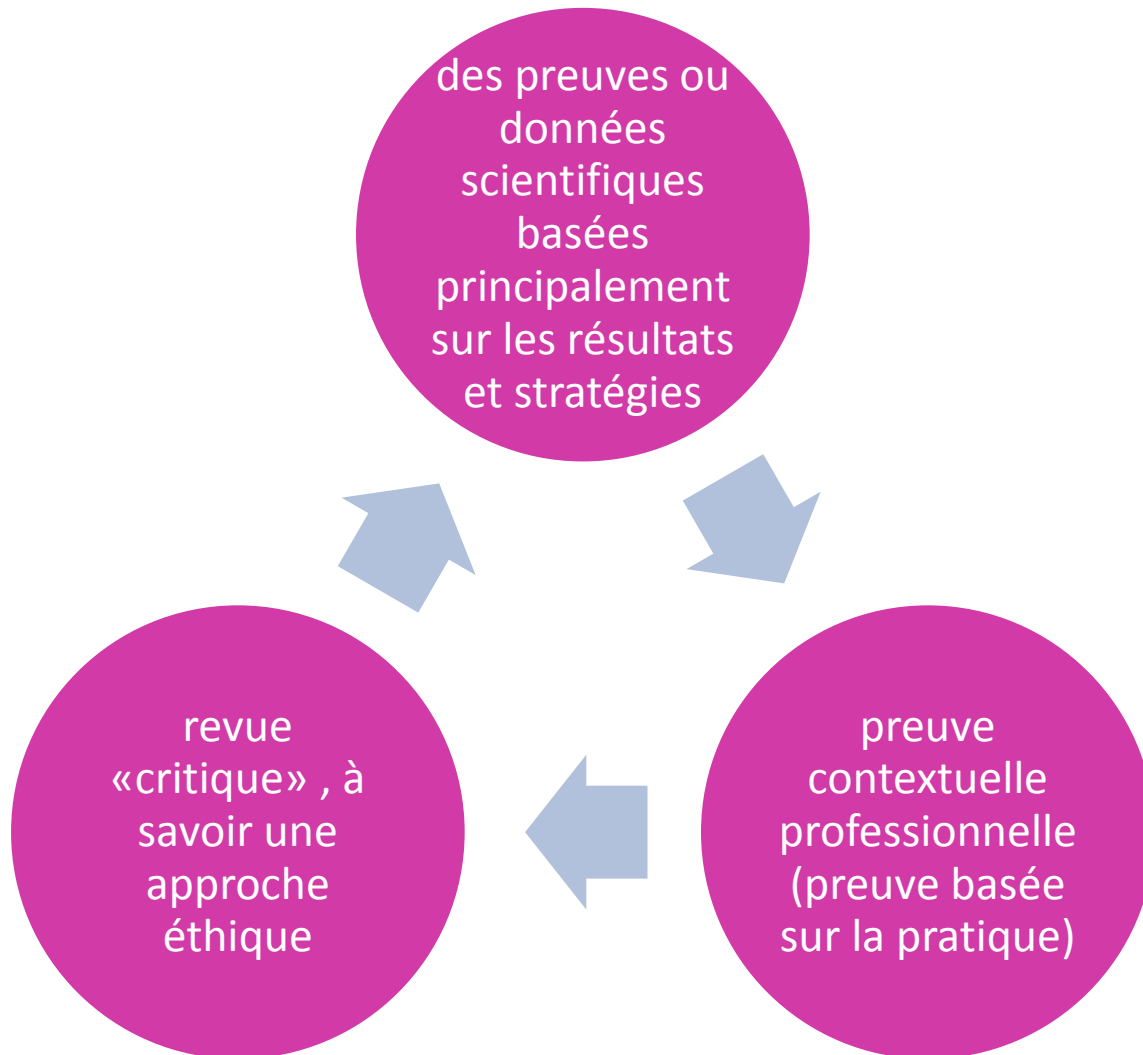 des preuves ou
données
scientifiques
basées
principalement
sur les résultats
et stratégies
preuve
contextuelle
professionnelle
(preuve basée
sur la pratique)
revue
«critique» , à
savoir une
approche
éthique